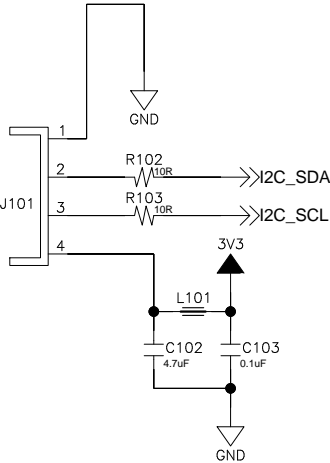 GND
1
R102
2
10R
I2C_SDA
J101
R103
3
10R
I2C_SCL
4
3V3
L101
C102
C103
4.7uF
0.1uF
GND